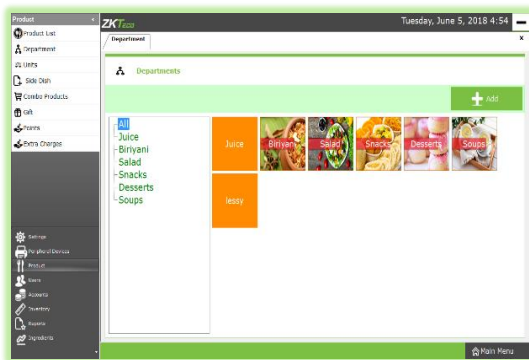 Product
Product List
Department
Units
Side Dish
Combo Products
Gift
Points
Extra Charges
Settings
Peripheral Devices
Product
Users
Accounts
Inventory
Reports
Ingredients
ZKTeco
Tuesday, June 5, 2018 4:54
Department
x
Departments
Add
All
Juice
Biriyani
Salad
Snacks
Desserts
Soups
Juice
Biriyani
Salad
Snacks
Desserts
Soups
lessy
Main Menu